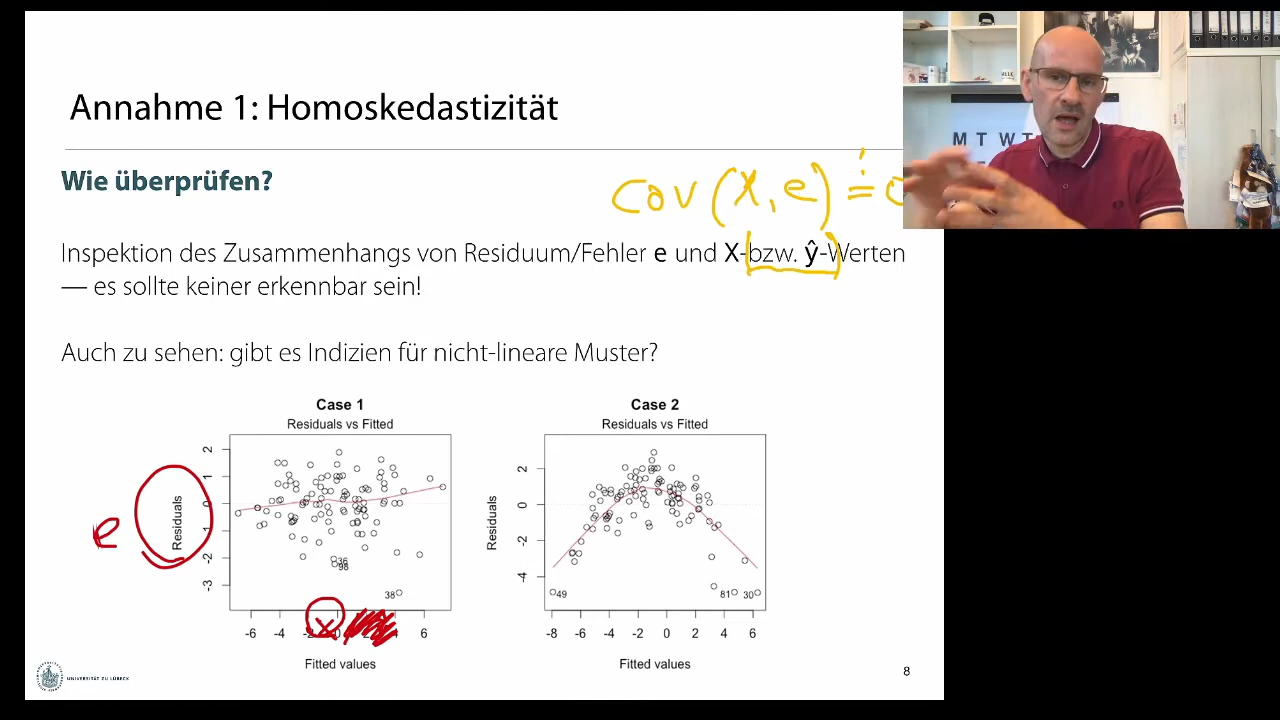 Annahme 1: Homoskedastizität
M T W T
Wie überprüfen?
cov (X, e) =
Inspektion des Zusammenhangs von Residuum/Fehler e und X- bzw. ŷ-Werten
— es sollte keiner erkennbar sein!
Auch zu sehen: gibt es Indizien für nicht-lineare Muster?
Case 1
Residuals vs Fitted
2
1
0
-1
-2
-3
Residuals
e
36
98
38
x
-6 -4 -2 0 2 4 6
Fitted values
Case 2
Residuals vs Fitted
2
0
-2
-4
Residuals
49
81
30
-8 -6 -4 -2 0 2 4 6
Fitted values
UNIVERSITÄT ZU LÜBECK
8